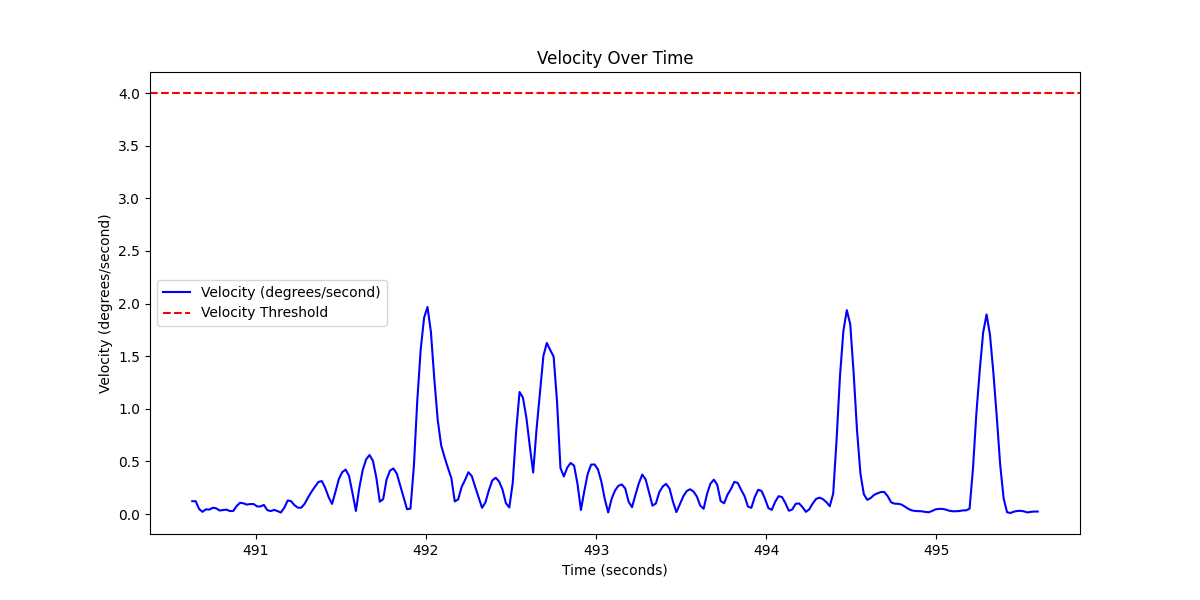 Velocity Over Time
4.0
3.5
3.0
2.5
2.0
1.5
1.0
0.5
0.0
Velocity (degrees/second)
Velocity (degrees/second)
Velocity Threshold
491 492 493 494 495
Time (seconds)